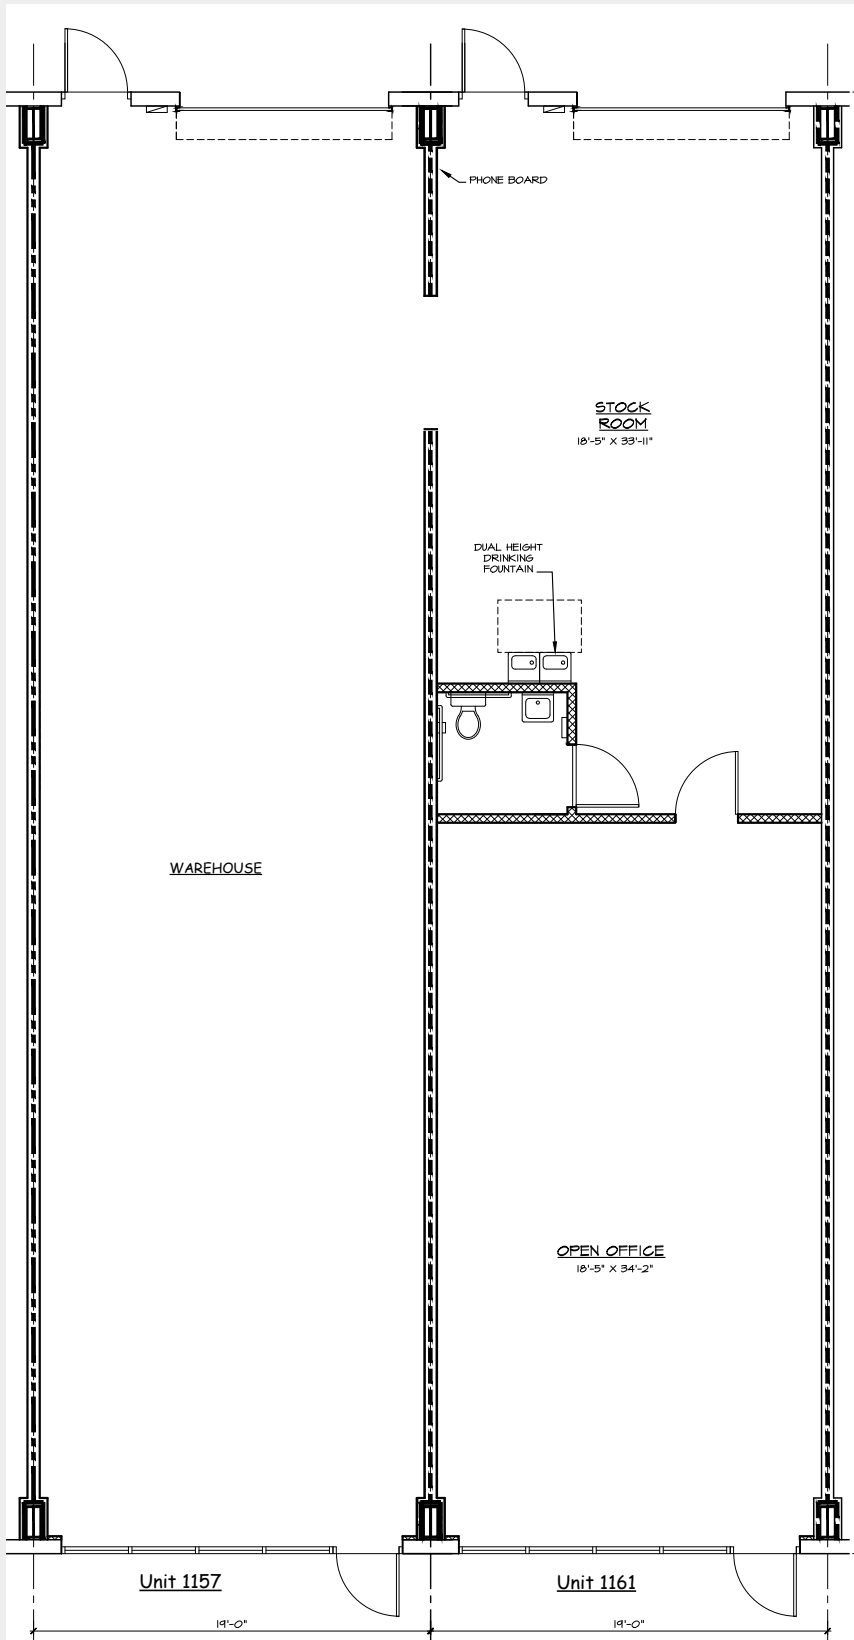 PHONE BOARD
STOCK
ROOM
18'-5" X 33'-11"
DUAL HEIGHT
DRINKING
FOUNTAIN
WAREHOUSE
OPEN OFFICE
18'-5" X 34'-2"
Unit 1157
Unit 1161
19'-0"
19'-0"